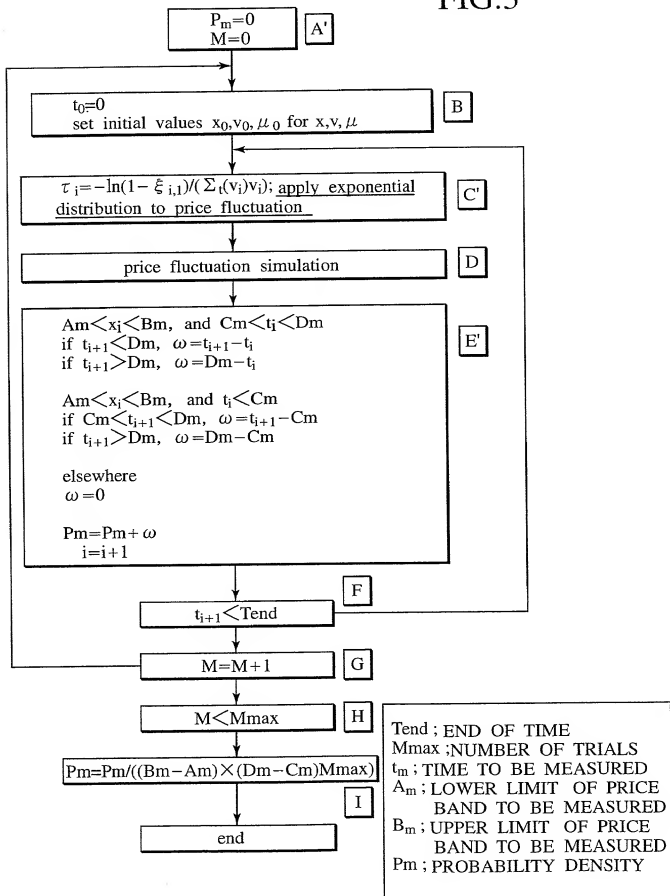 FIG.5
Pm=0
M=0
A'
t0=0
set initial values x0,v0,μ0 for x,v,μ
B
τi=−ln(1−ξi,1)/(Σt(vi)vi); apply exponential
distribution to price fluctuation
C'
price fluctuation simulation
D
Am<xi<Bm, and Cm<ti<Dm
if ti+1<Dm, ω=ti+1−ti
if ti+1>Dm, ω=Dm−ti
Am<xi<Bm, and ti<Cm
if Cm<ti+1<Dm, ω=ti+1−Cm
if ti+1>Dm, ω=Dm−Cm
elsewhere
ω=0
Pm=Pm+ω
i=i+1
E'
F
ti+1<Tend
M=M+1
G
M<Mmax
H
Pm=Pm/((Bm−Am)×(Dm−Cm)Mmax)
I
end
Tend ; END OF TIME
Mmax ;NUMBER OF TRIALS
tm ; TIME TO BE MEASURED
Am ; LOWER LIMIT OF PRICE
BAND TO BE MEASURED
Bm ; UPPER LIMIT OF PRICE
BAND TO BE MEASURED
Pm ; PROBABILITY DENSITY